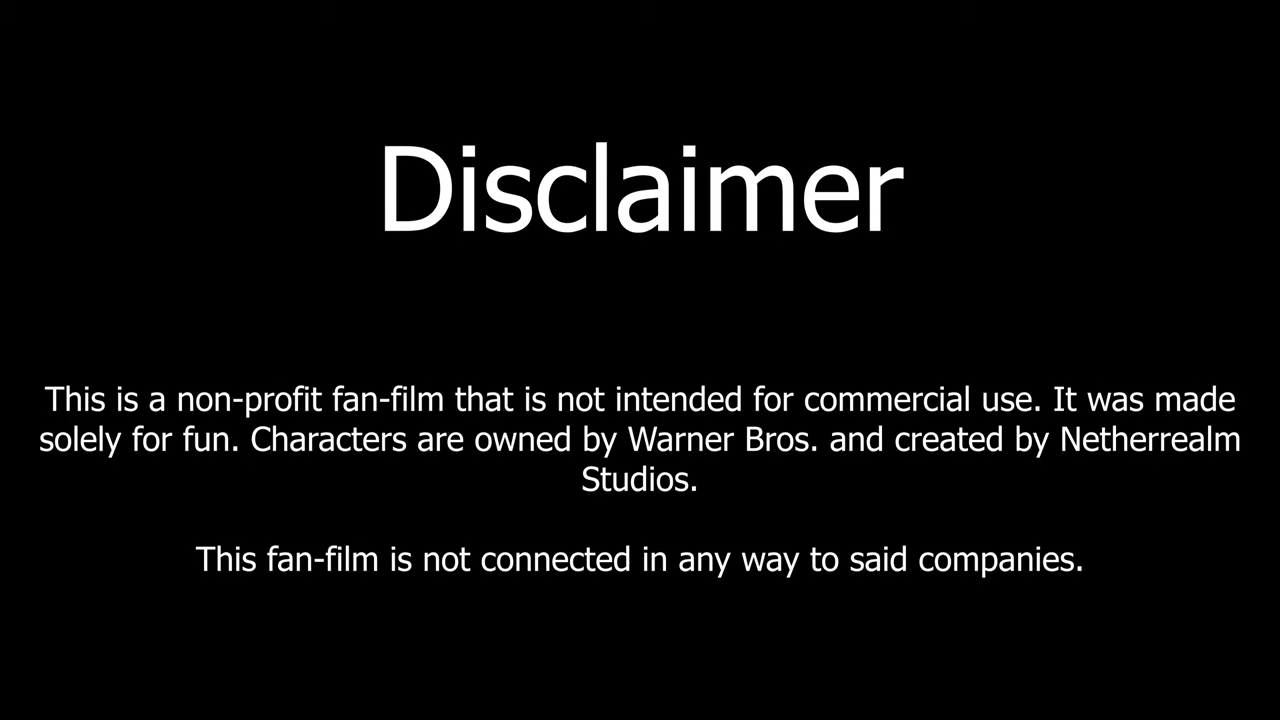 Disclaimer
This is a non-profit fan-film that is not intended for commercial use. It was made
solely for fun. Characters are owned by Warner Bros. and created by Netherrealm
Studios.
This fan-film is not connected in any way to said companies.